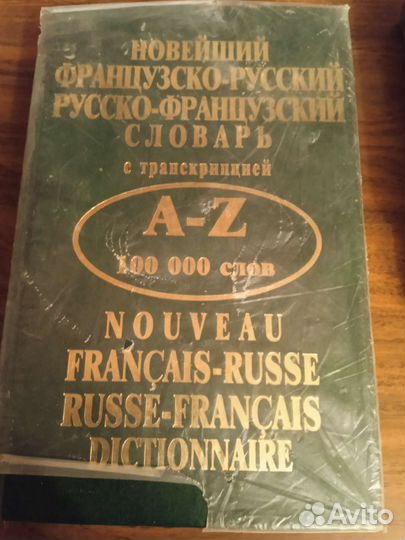 НОВЕЙШИЙ
ФРАНЦУЗСКО-РУССКИЙ
РУССКО-ФРАНЦУЗСКИЙ
СЛОВАРЬ
с транскрипцией
A-Z
100 000 слов
NOUVEAU
FRANÇAIS-RUSSE
RUSSE-FRANÇAIS
DICTIONNAIRE
Avito